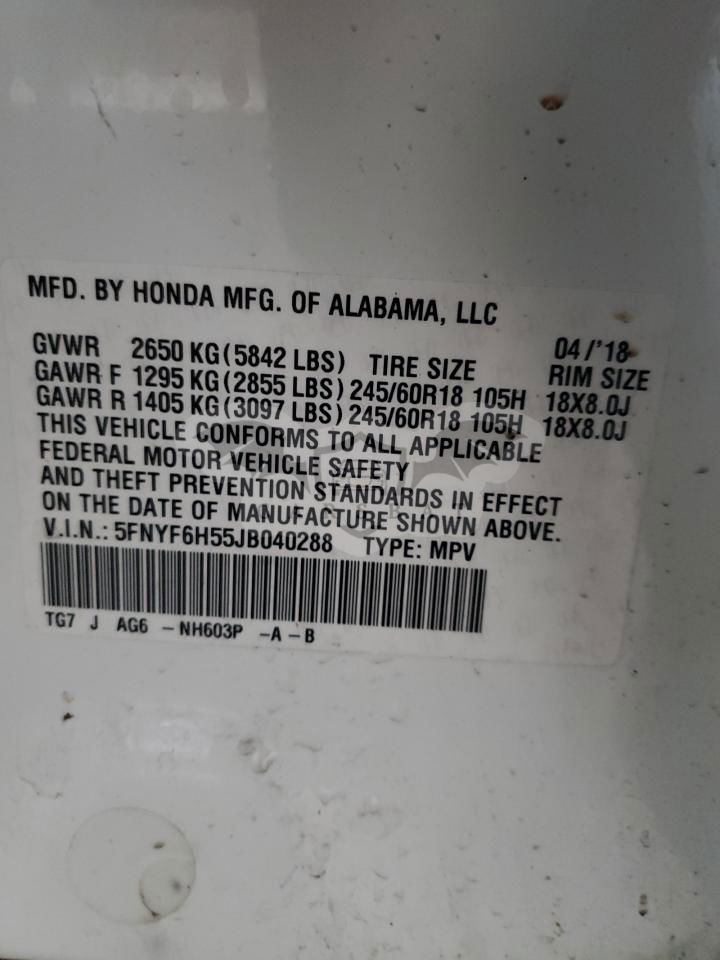 MFD. BY HONDA MFG. OF ALABAMA, LLC
04/'18
GVWR 2650 KG(5842 LBS) TIRE SIZE RIM SIZE
GAWR F 1295 KG(2855 LBS) 245/60R18 105H 18X8.0J
GAWR R 1405 KG(3097 LBS) 245/60R18 105H 18X8.0J
THIS VEHICLE CONFORMS TO ALL APPLICABLE
FEDERAL MOTOR VEHICLE SAFETY
AND THEFT PREVENTION STANDARDS IN EFFECT
ON THE DATE OF MANUFACTURE SHOWN ABOVE.
V.I.N.: 5FNYF6H55JB040288 TYPE: MPV
TG7 J AG6 -NH603P -A-B